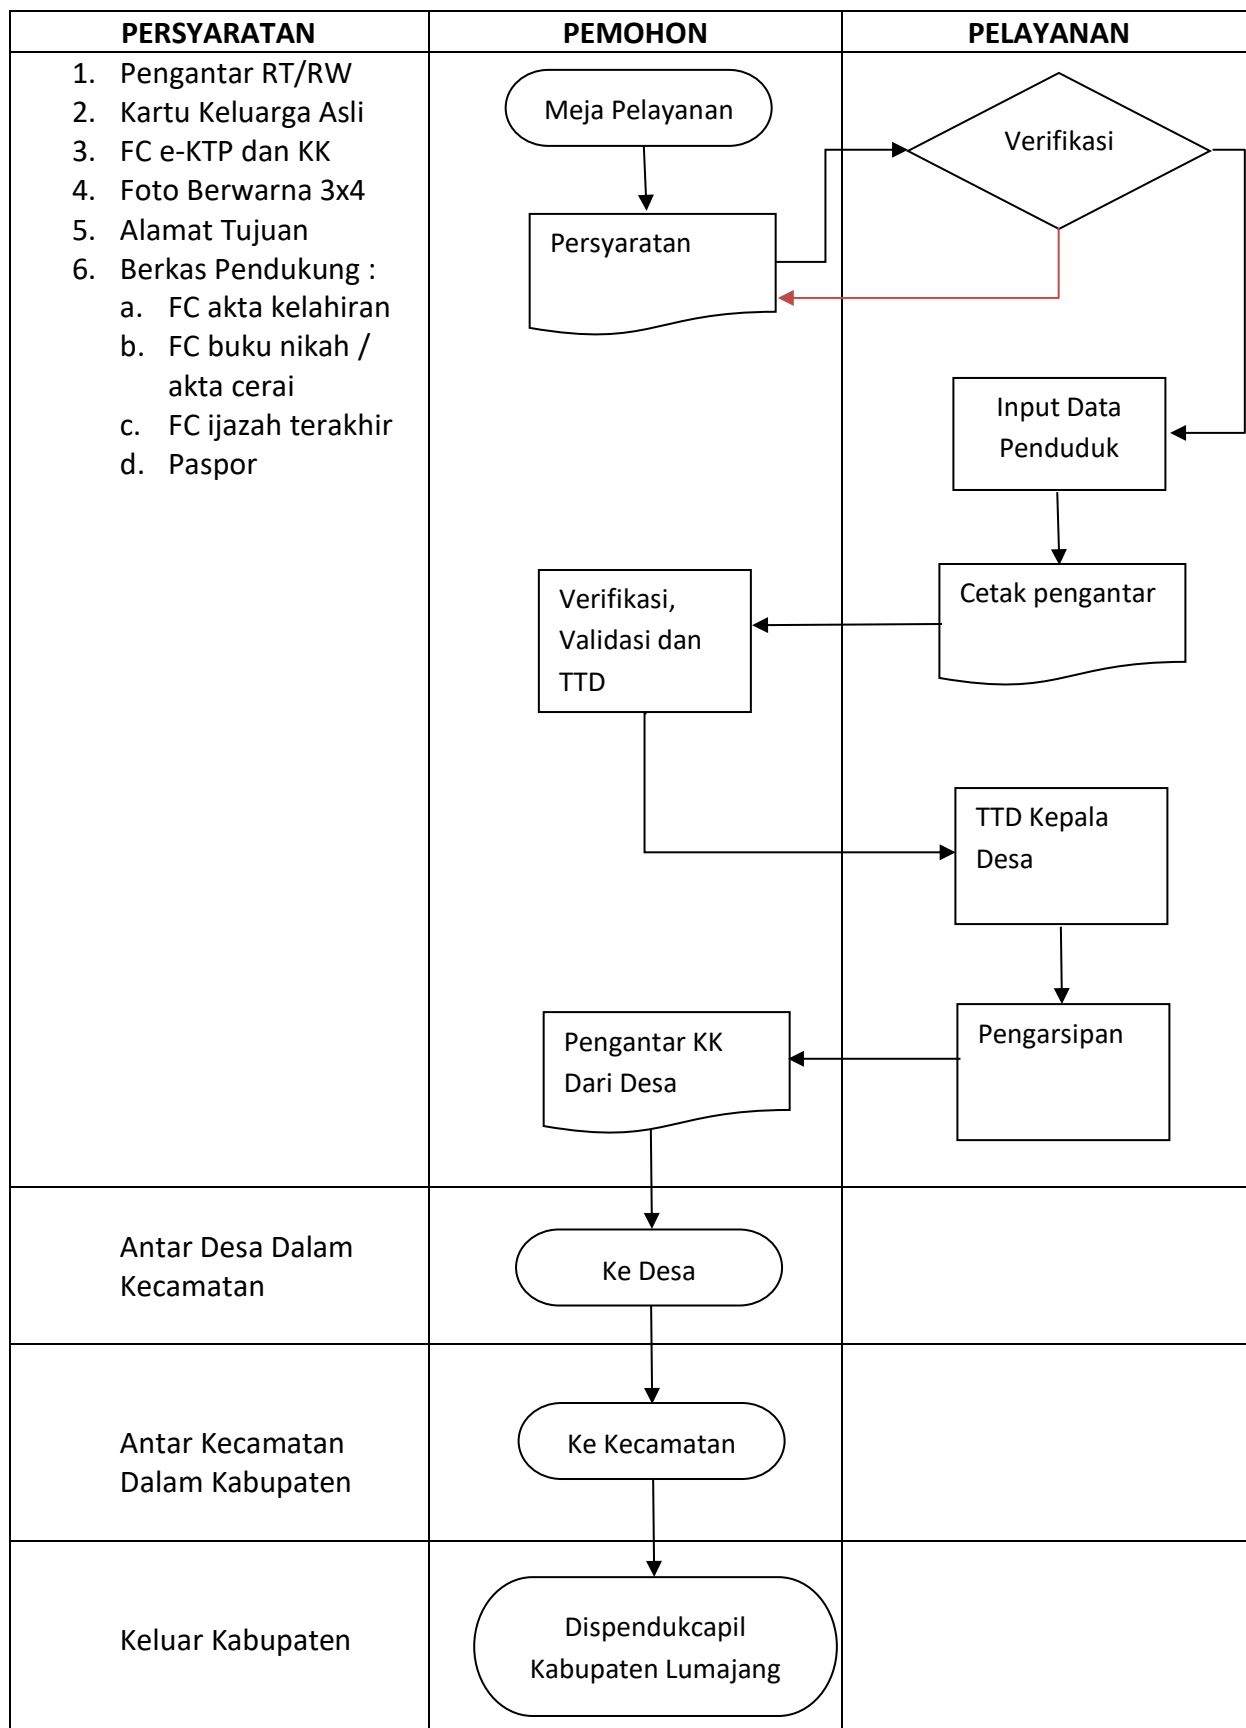 PERSYARATAN
PEMOHON
PELAYANAN
1. Pengantar RT/RW
2. Kartu Keluarga Asli
3. FC e-KTP dan KK
4. Foto Berwarna 3x4
5. Alamat Tujuan
6. Berkas Pendukung :
a. FC akta kelahiran
b. FC buku nikah /
akta cerai
c. FC ijazah terakhir
d. Paspor
Meja Pelayanan
Persyaratan
Verifikasi
Input Data
Penduduk
Cetak pengantar
Verifikasi,
Validasi dan
TTD
TTD Kepala
Desa
Pengarsipan
Pengantar KK
Dari Desa
Antar Desa Dalam
Kecamatan
Ke Desa
Antar Kecamatan
Dalam Kabupaten
Ke Kecamatan
Keluar Kabupaten
Dispendukcapil
Kabupaten Lumajang